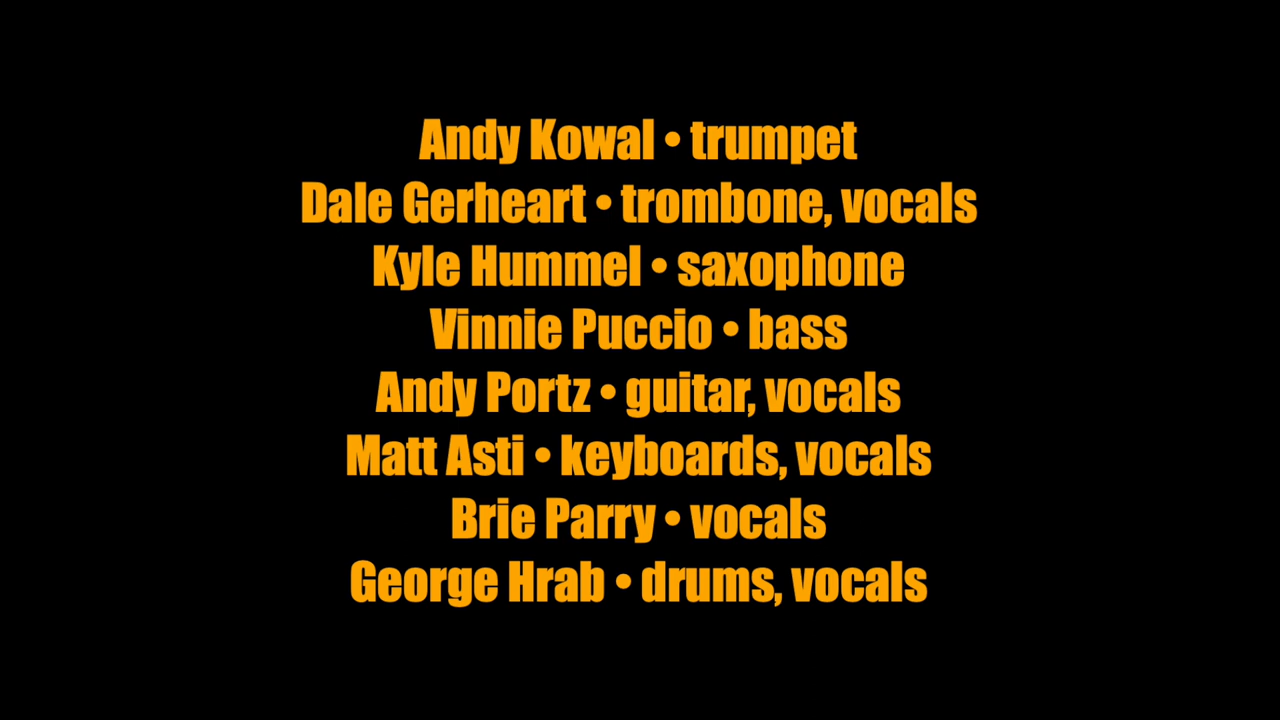 Andy Kowal • trumpet
Dale Gerheart • trombone, vocals
Kyle Hummel • saxophone
Vinnie Puccio • bass
Andy Portz • guitar, vocals
Matt Asti • keyboards, vocals
Brie Parry • vocals
George Hrab • drums, vocals